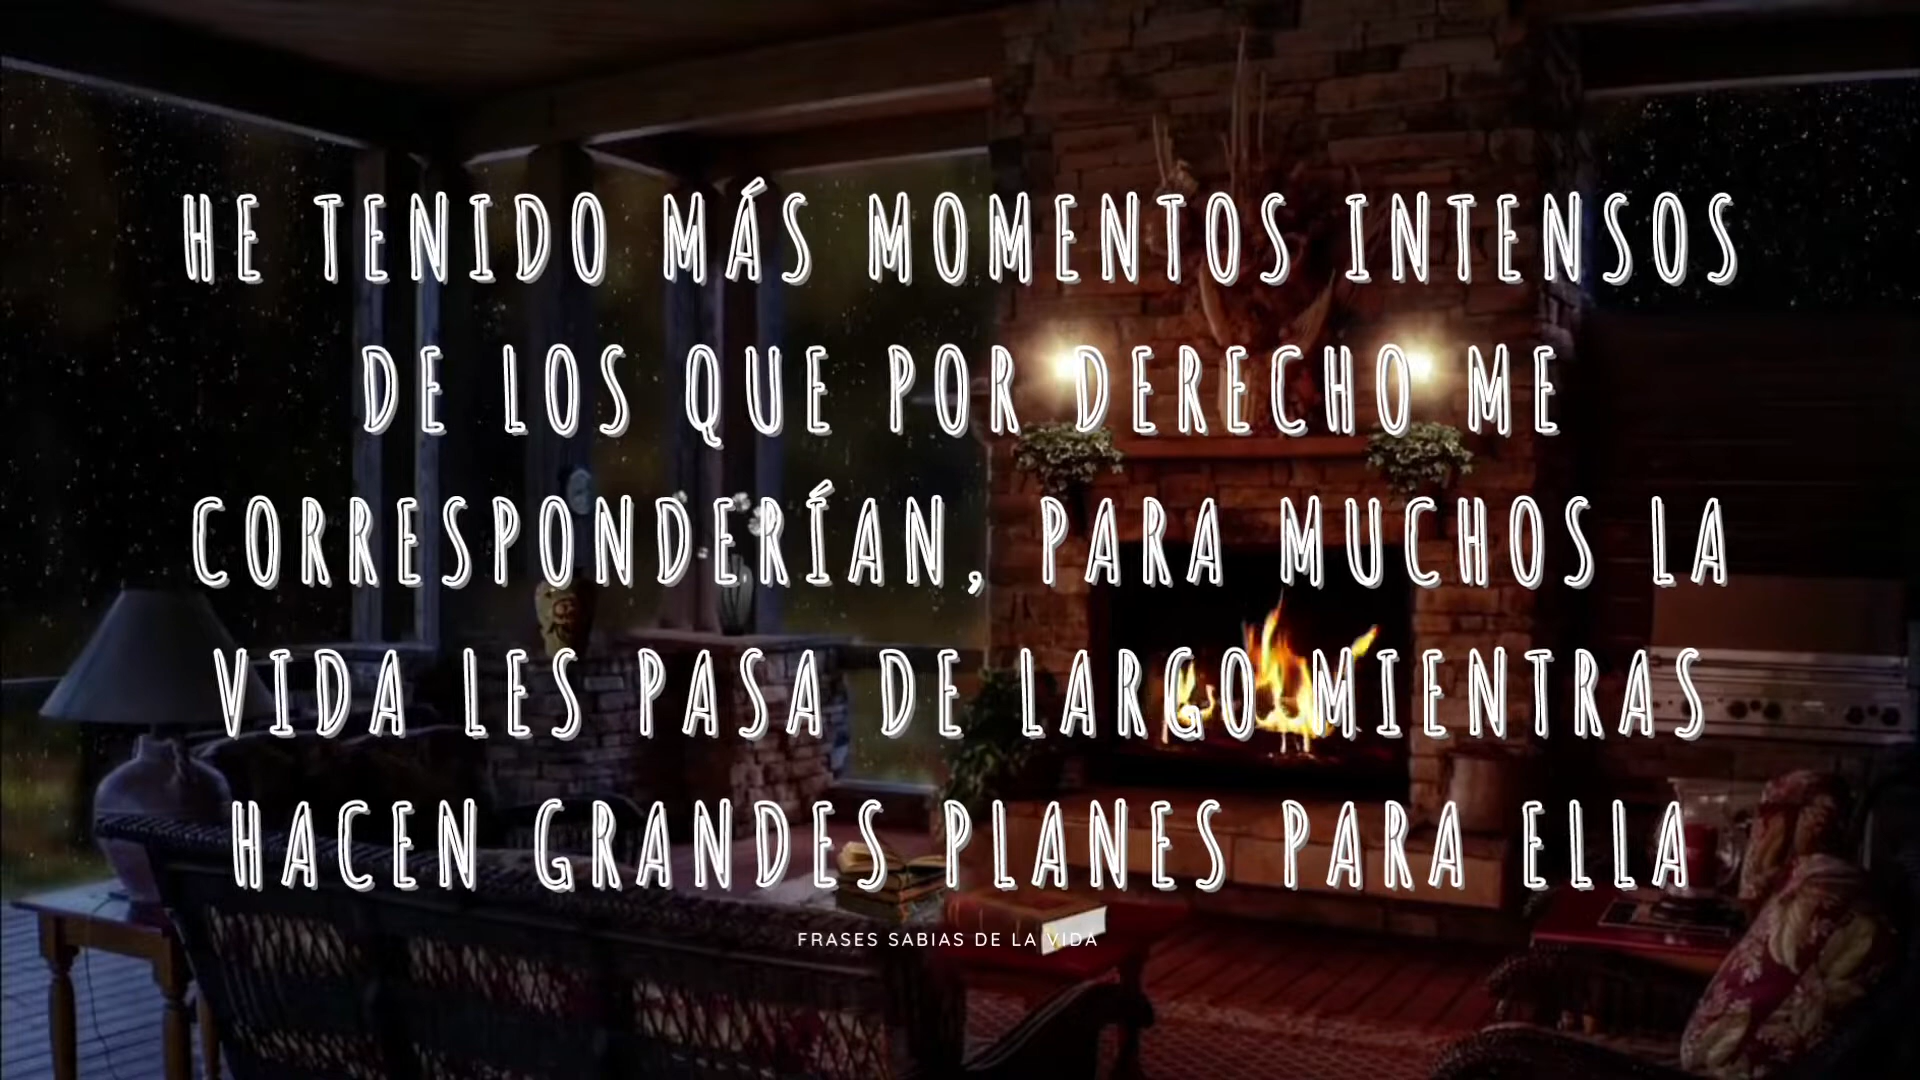 HE TENIDO MÁS MOMENTOS INTENSOS
DE LOS QUE POR DERECHO ME
CORRESPONDERÍAN, PARA MUCHOS LA
VIDA LES PASA DE LARGO MIENTRAS
HACEN GRANDES PLANES PARA ELLA
FRASES SABIAS DE LA VIDA